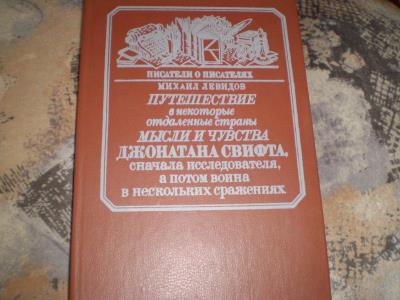 ПИСАТЕЛИ О ПИСАТЕЛЯХ
МИХАИЛ ЛЕВИДОВ
ПУТЕШЕСТВИЕ
в некоторые
отдаленные страны
МЫСЛИ И ЧУВСТВА
ДЖОНАТАНА СВИФТА,
сначала исследователя,
а потом воина
в нескольких сражениях